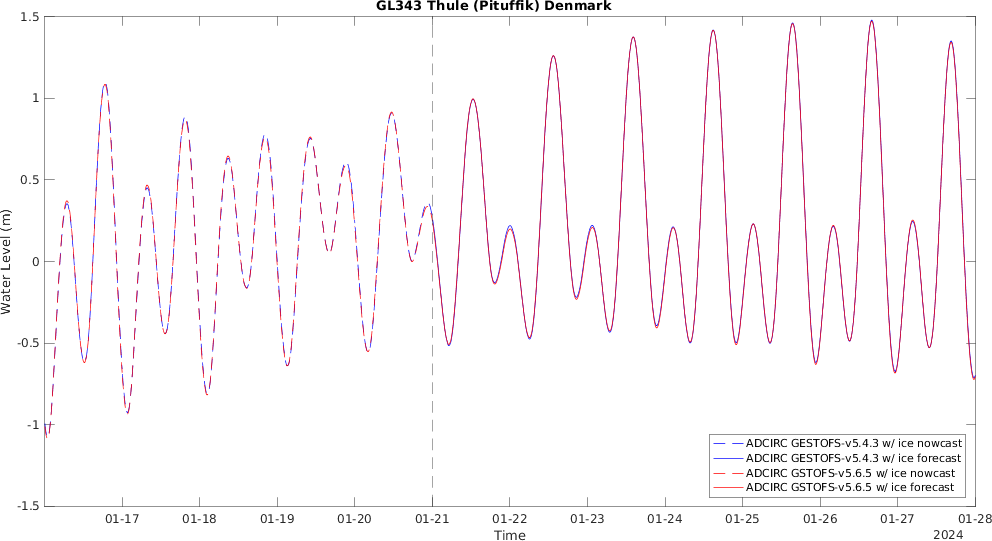 GL343 Thule (Pituffik) Denmark
1.5
1
0.5
0
-0.5
-1
-1.5
Water Level (m)
ADCIRC GESTOFS-v5.4.3 w/ ice nowcast
ADCIRC GESTOFS-v5.4.3 w/ ice forecast
ADCIRC GSTOFS-v5.6.5 w/ ice nowcast
ADCIRC GSTOFS-v5.6.5 w/ ice forecast
01-17 01-18 01-19 01-20 01-21 01-22 01-23 01-24 01-25 01-26 01-27 01-28
Time
2024